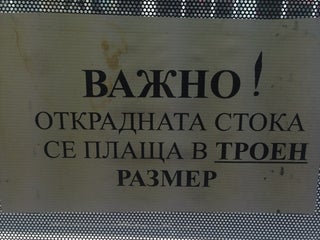 ВАЖНО!
ОТКРАДНАТА СТОКА
СЕ ПЛАЩА В ТРОЕН
РАЗМЕР